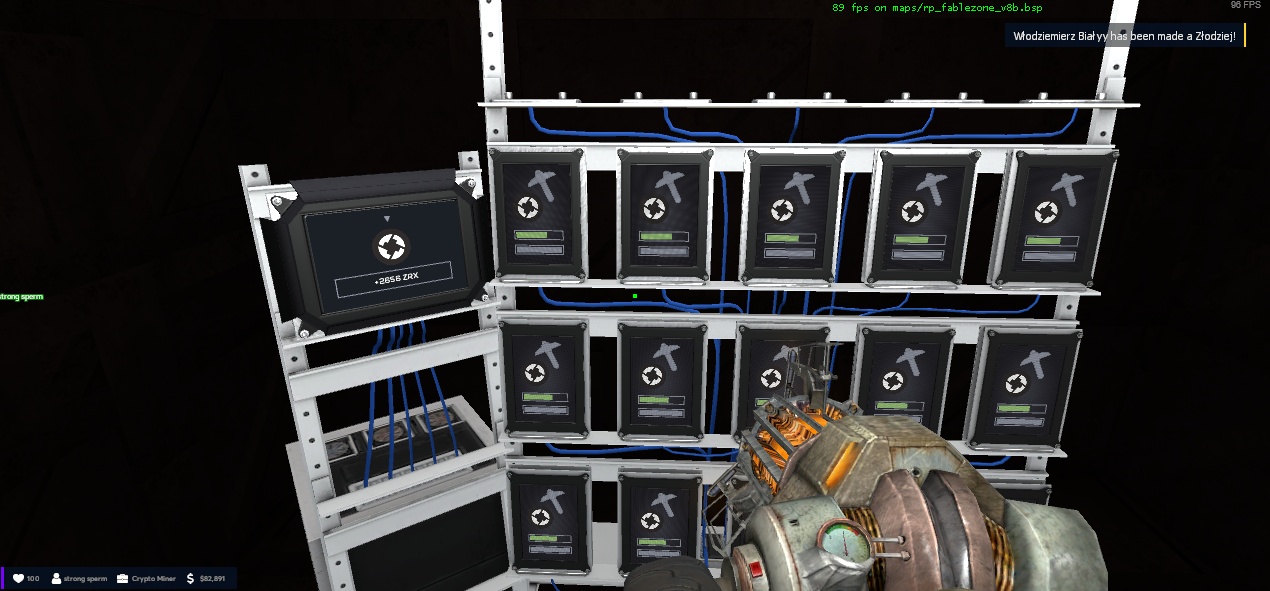 89 fps on maps/rp_fablezone_v8b.bsp
96 FPS
Włodziemierz Białyy has been made a Złodziej!
+2656 ZRX
strong sperm
100
strong sperm
Crypto Miner
$82,891